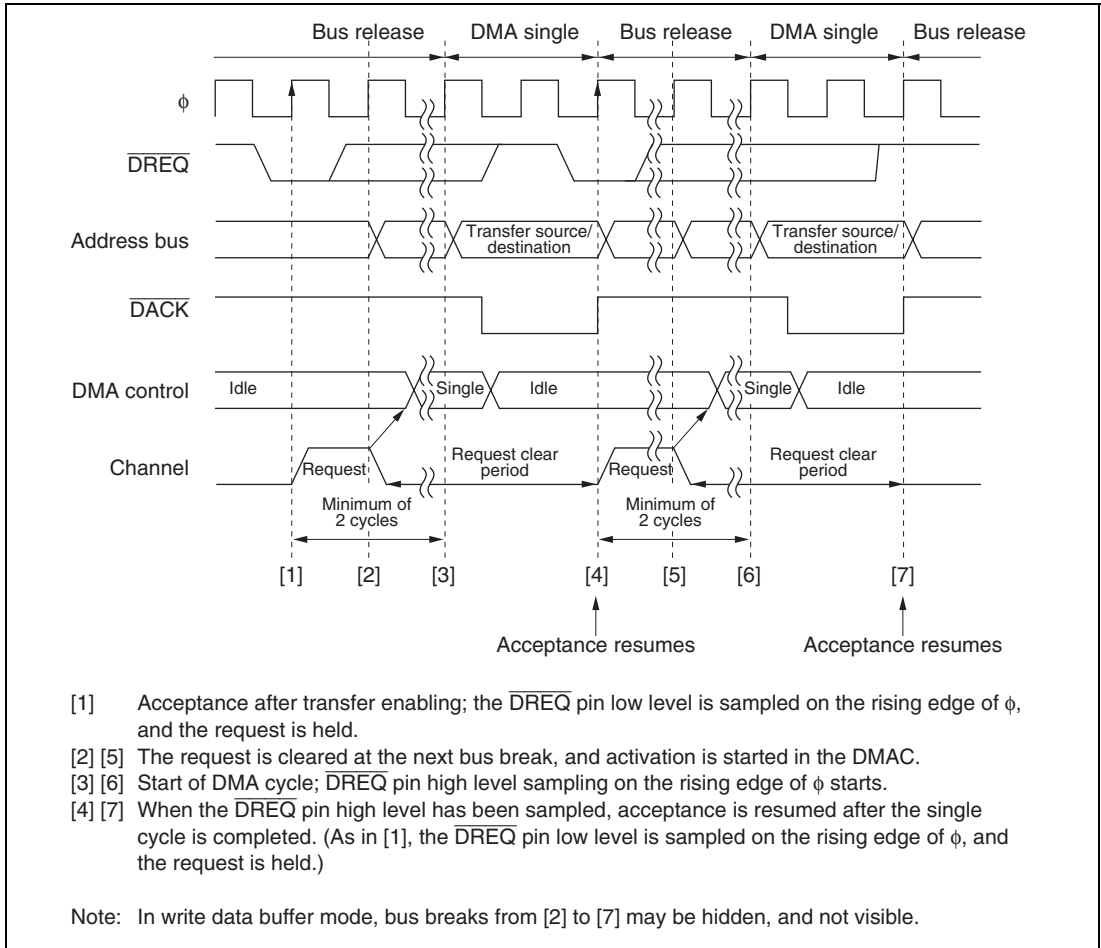 Bus release DMA single Bus release DMA single Bus release
φ
DREQ
Address bus
Transfer source/
destination
Transfer source/
destination
DACK
DMA control
Idle Single Idle Single Idle
Channel
Request
Request clear
period
Request
Request clear
period
Minimum of
2 cycles
Minimum of
2 cycles
[1] [2] [3] [4] [5] [6] [7]
Acceptance resumes Acceptance resumes
[1] Acceptance after transfer enabling; the DREQ pin low level is sampled on the rising edge of φ,
and the request is held.
[2] [5] The request is cleared at the next bus break, and activation is started in the DMAC.
[3] [6] Start of DMA cycle; DREQ pin high level sampling on the rising edge of φ starts.
[4] [7] When the DREQ pin high level has been sampled, acceptance is resumed after the single
cycle is completed. (As in [1], the DREQ pin low level is sampled on the rising edge of φ, and
the request is held.)
Note: In write data buffer mode, bus breaks from [2] to [7] may be hidden, and not visible.